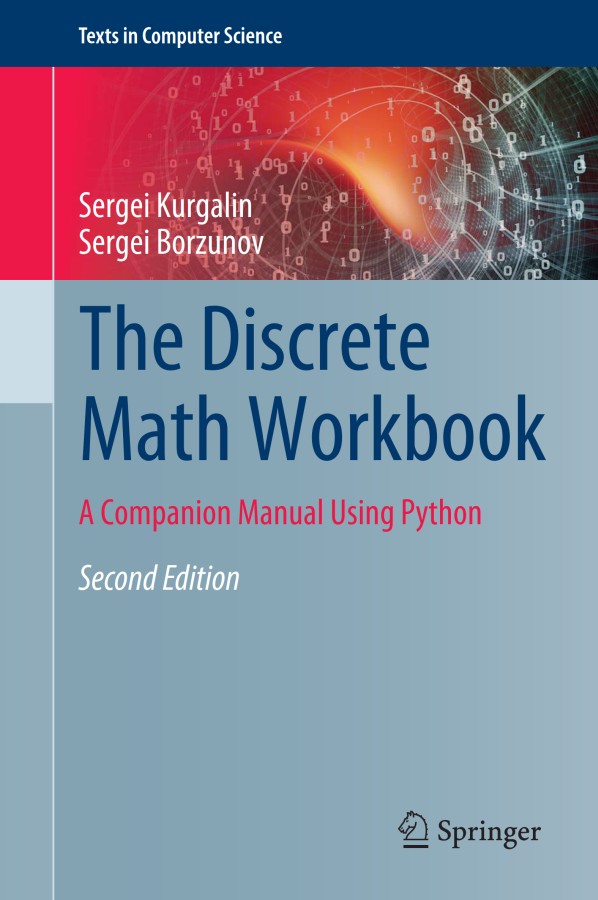 Texts in Computer Science
Sergei Kurgalin
Sergei Borzunov
The Discrete
Math Workbook
A Companion Manual Using Python
Second Edition
Springer